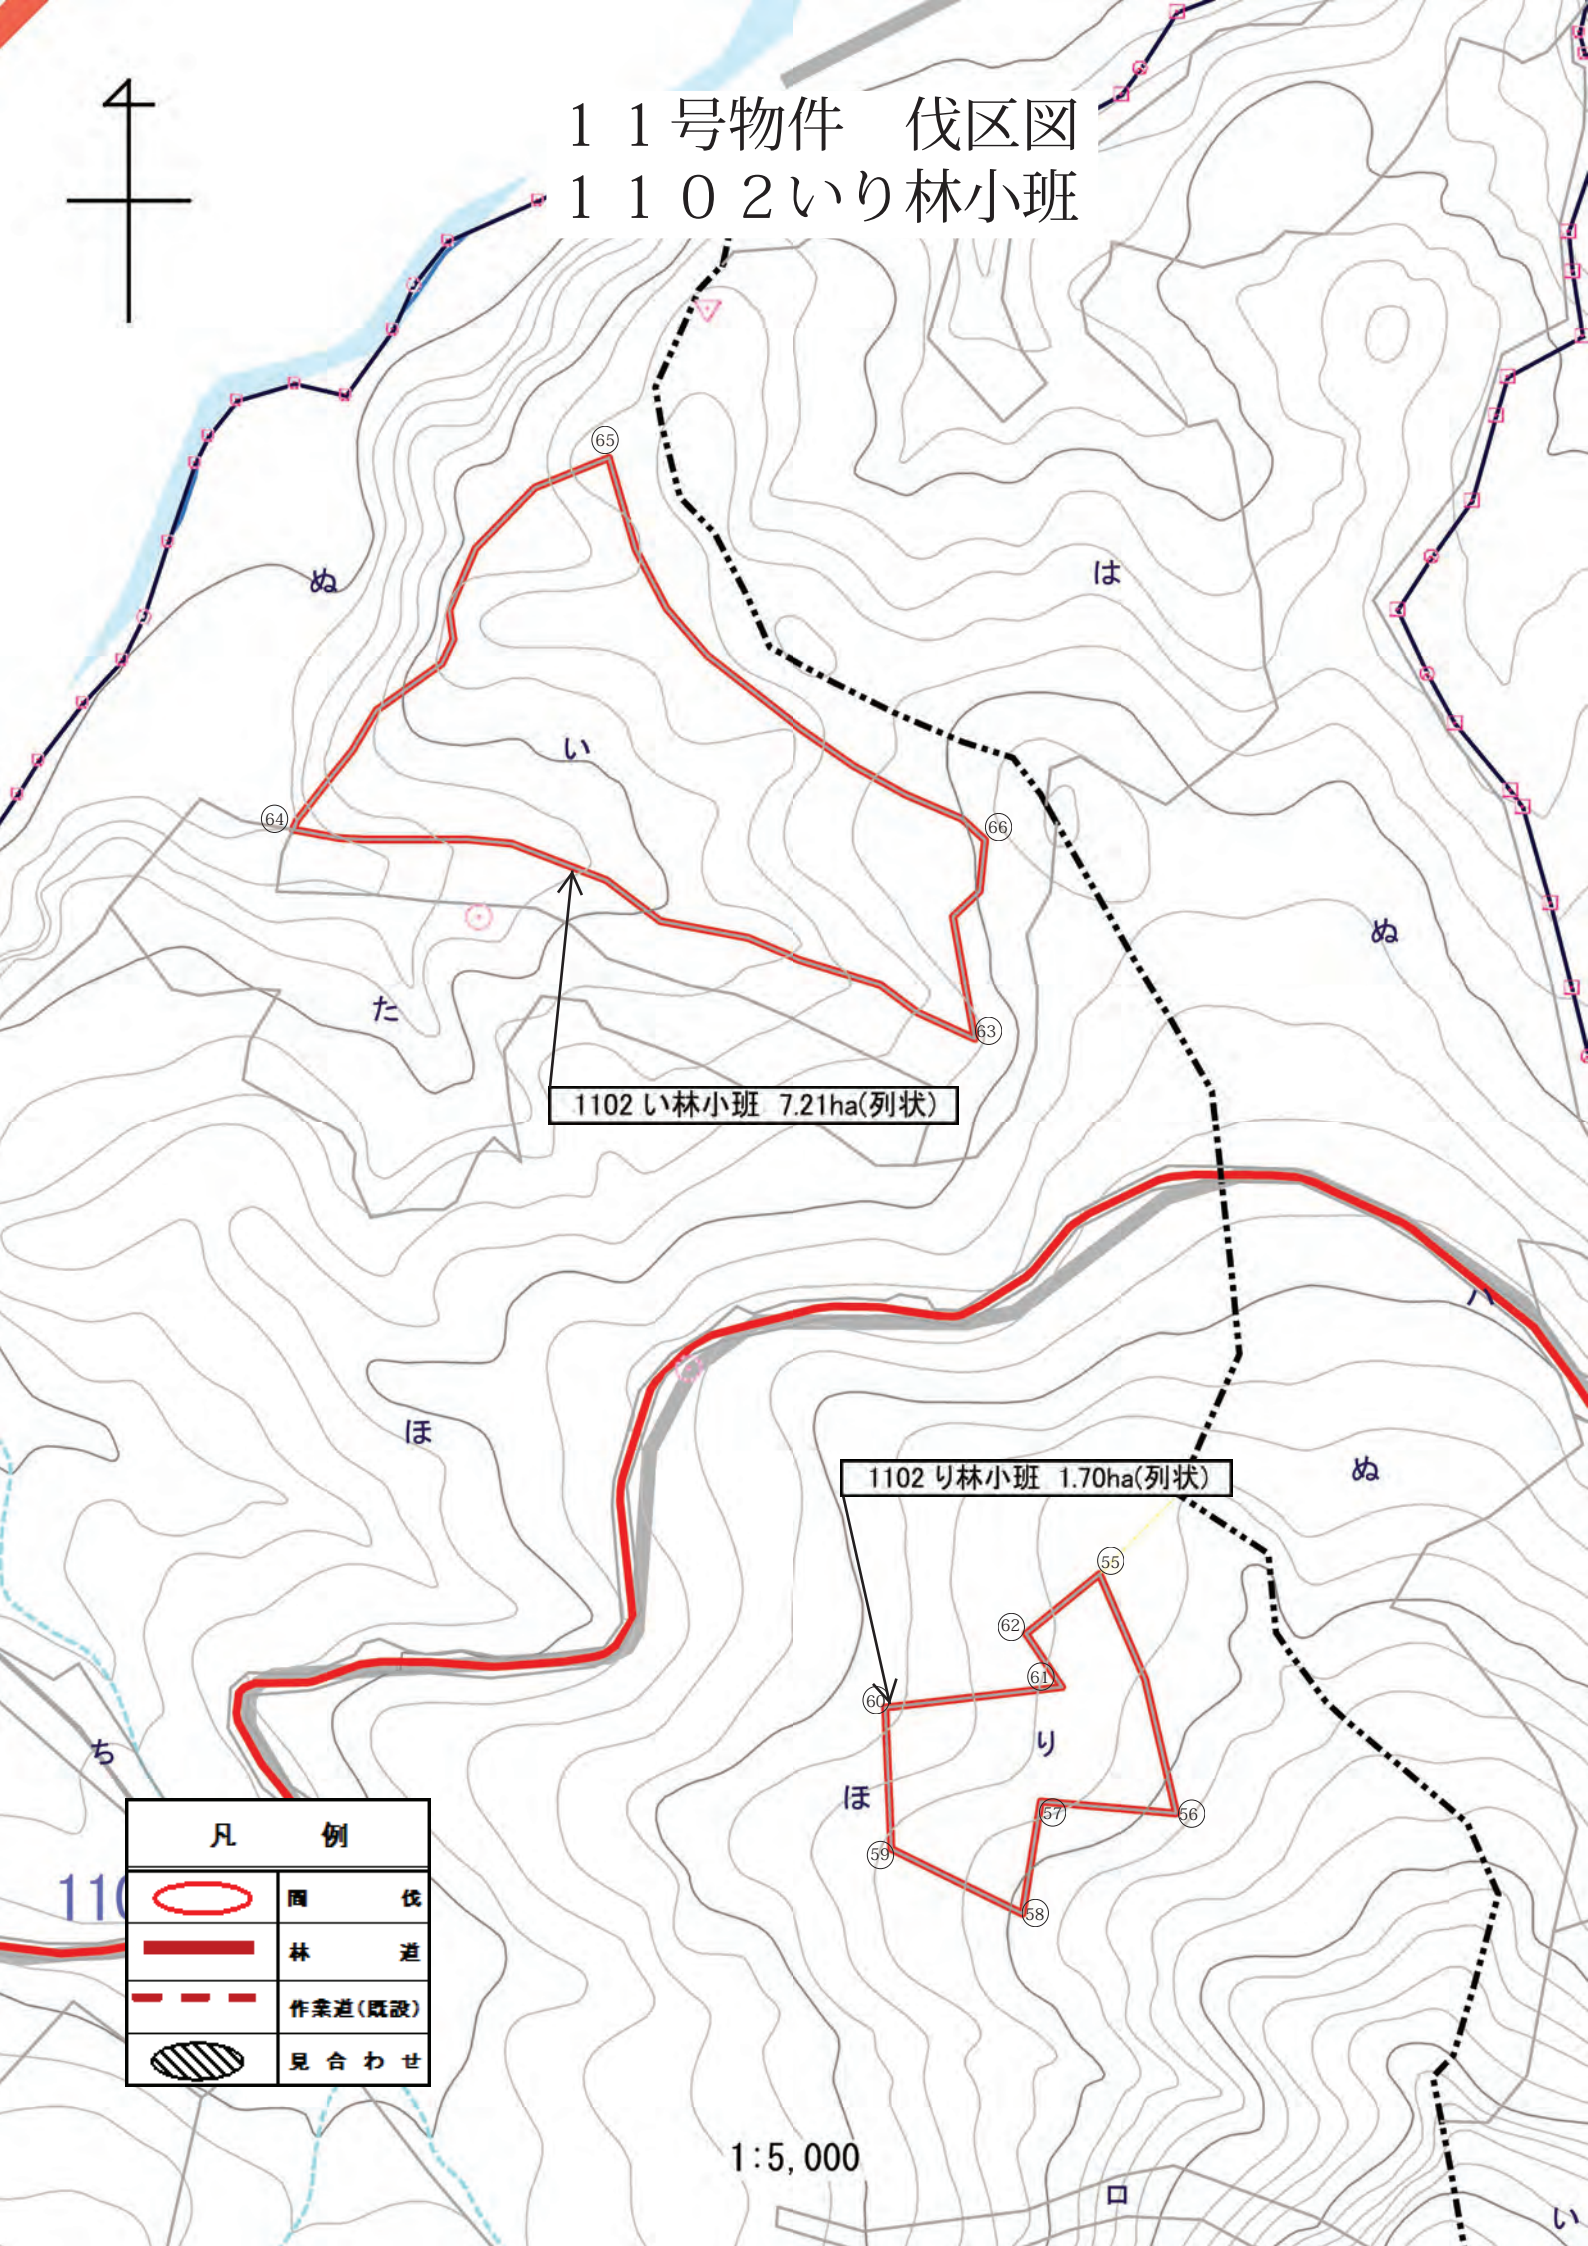 １１号物件　伐区図
１１０２いり林小班
65
ぬ
は
い
64
66
ぬ
た
63
1102 い林小班 7.21ha(列状)
ハ
ほ
1102 り林小班 1.70ha(列状)
ぬ
55
62
61
60
り
ち
ほ
57
56
59
58
凡 例
110
間 伐
林 道
作業道(既設)
見 合 わ せ
1:5,000
ロ
い